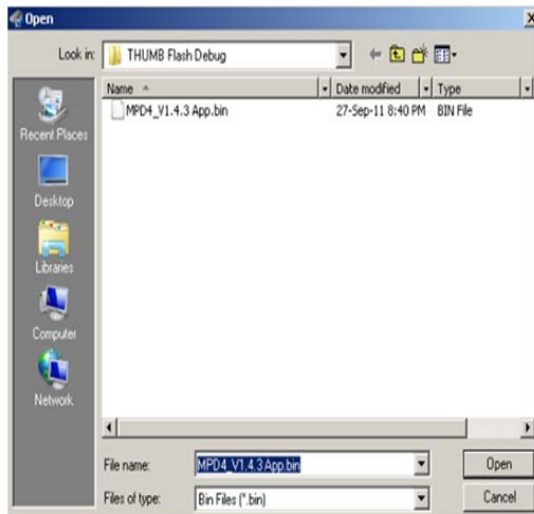 Open
Look in: THUMB Flash Debug
Name Date modified Type
MPD4_V1.4.3 App.bin 27-Sep-11 8:40 PM BIN File
Recent Places
Desktop
Libraries
Computer
Network
File name: MPD4_V1.4.3 App.bin
Open
Files of type: Bin Files (*.bin)
Cancel